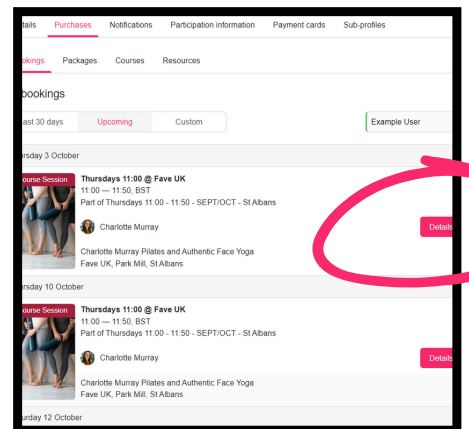 tails Purchases Notifications Participation information Payment cards Sub-profiles
okings Packages Courses Resources
bookings
Last 30 days Upcoming Custom Example User
ursday 3 October
ourse Session
Thursdays 11:00 @ Fave UK
11:00 — 11:50, BST
Part of Thursdays 11:00 - 11:50 - SEPT/OCT - St Albans
Charlotte Murray
Details
Charlotte Murray Pilates and Authentic Face Yoga
Fave UK, Park Mill, St Albans
ursday 10 October
ourse Session
Thursdays 11:00 @ Fave UK
11:00 — 11:50, BST
Part of Thursdays 11:00 - 11:50 - SEPT/OCT - St Albans
Charlotte Murray
Details
Charlotte Murray Pilates and Authentic Face Yoga
Fave UK, Park Mill, St Albans
urday 12 October